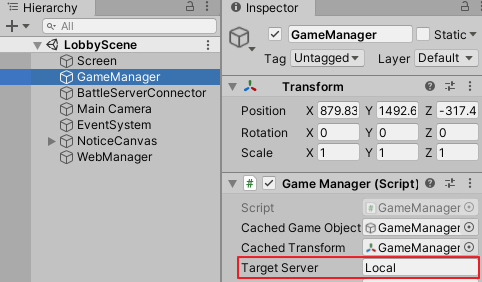 Hierarchy
All
LobbyScene
Screen
GameManager
BattleServerConnector
Main Camera
EventSystem
NoticeCanvas
WebManager
Inspector
GameManager
Static
Tag Untagged Layer Default
Transform
Position X 879.83 Y 1492.6 Z -317.4
Rotation X 0 Y 0 Z 0
Scale X 1 Y 1 Z 1
# Game Manager (Script)
Script # GameManager
Cached Game Object GameManager
Cached Transform GameManager
Target Server Local